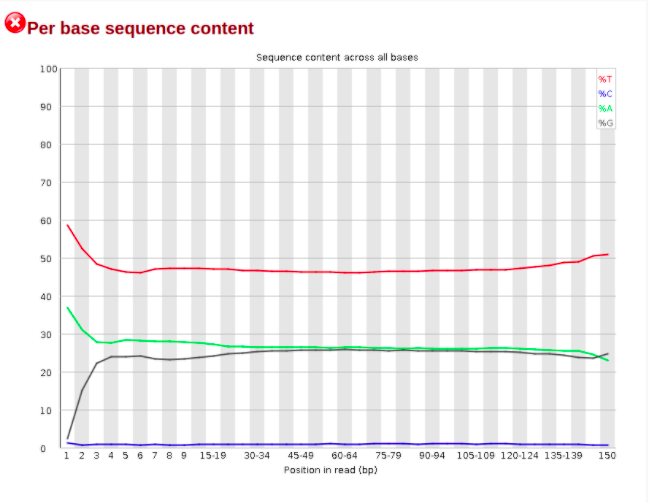 Per base sequence content
Sequence content across all bases
%T
%C
%A
%G
100
90
80
70
60
50
40
30
20
10
0
1 2 3 4 5 6 7 8 9 15-19 30-34 45-49 60-64 75-79 90-94 105-109 120-124 135-139 150
Position in read (bp)